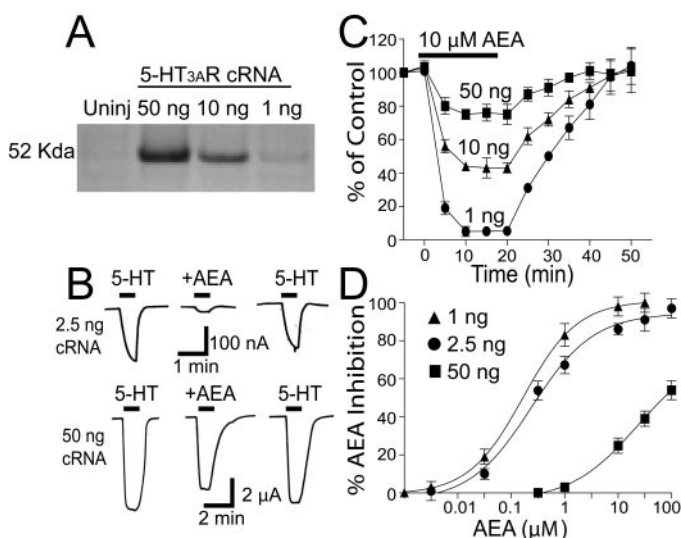 A
5-HT3AR cRNA
Uninj 50 ng 10 ng 1 ng
52 Kda
B
5-HT +AEA 5-HT
2.5 ng
cRNA
100 nA
1 min
5-HT +AEA 5-HT
50 ng
cRNA
2 µA
2 min
C
10 µM AEA
% of Control
120
100
80
60
40
20
0
50 ng
10 ng
1 ng
0 10 20 30 40 50
Time (min)
D
% AEA Inhibition
100
80
60
40
20
0
1 ng
2.5 ng
50 ng
0.01 0.1 1 10 100
AEA (µM)